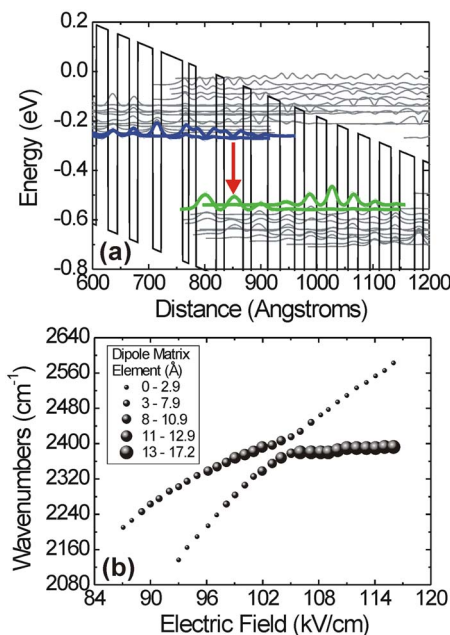 0.2
0.0
-0.2
-0.4
-0.6
-0.8
Energy (eV)
(a)
600 700 800 900 1000 1100 1200
Distance (Angstroms)
2640
2560
2480
2400
2320
2240
2160
2080
Wavenumbers (cm⁻¹)
Dipole Matrix
Element (Å)
0 - 2.9
3 - 7.9
8 - 10.9
11 - 12.9
13 - 17.2
(b)
84 90 96 102 108 114 120
Electric Field (kV/cm)